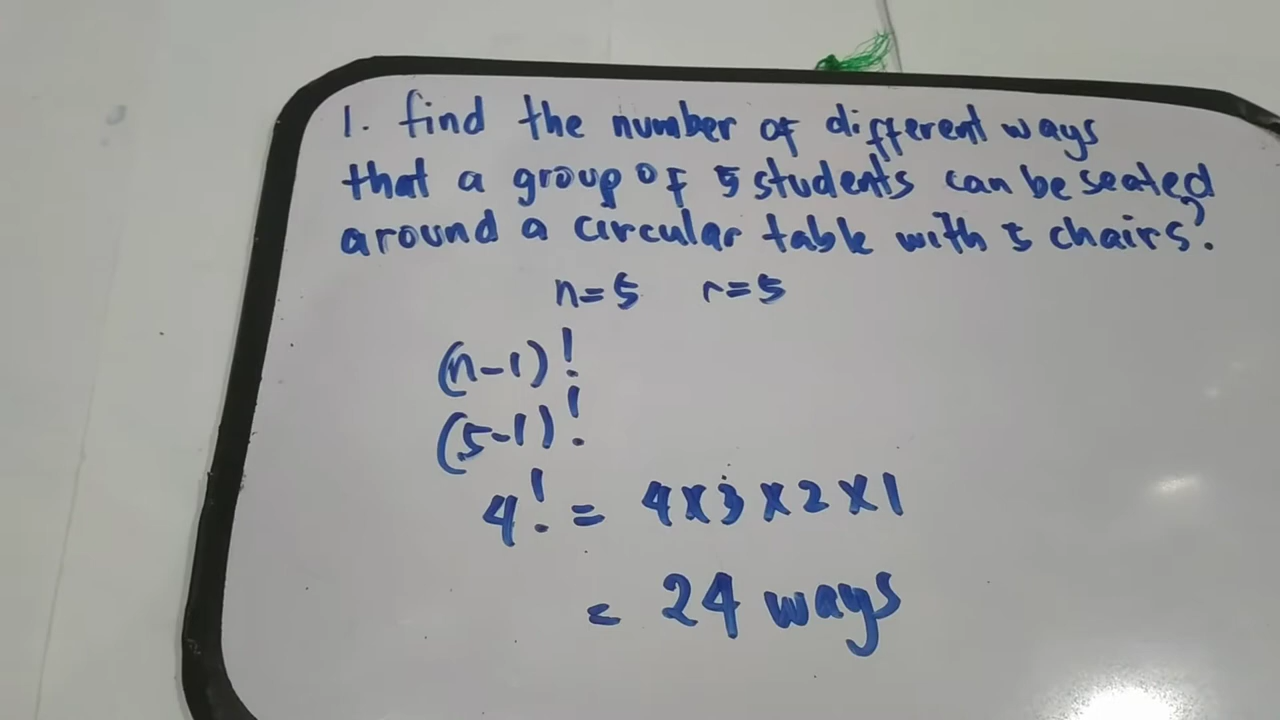 1. find the number of different ways
that a group of 5 students can be seated
around a circular table with 5 chairs?
n=5 r=5
(n-1)!
(5-1)!
4! = 4x3x2x1
= 24 ways